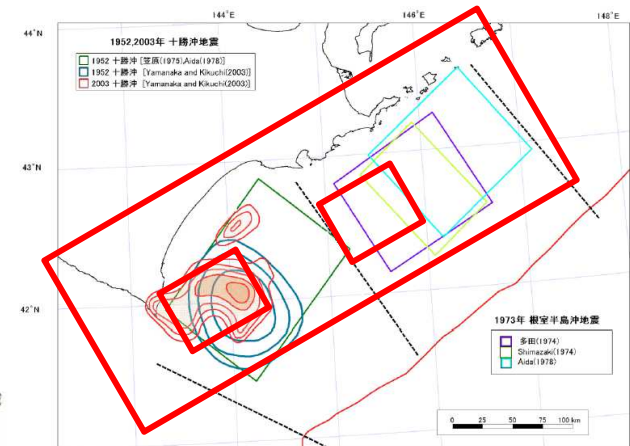 144°E
146°E
148°E
44°N
1952,2003年 十勝沖地震
1952 十勝沖 [笠原(1975),Aida(1978)]
1952 十勝沖 [Yamanaka and Kikuchi(2003)]
2003 十勝沖 [Yamanaka and Kikuchi(2003)]
43°N
42°N
1973年 根室半島沖地震
多田(1974)
Shimazaki(1974)
Aida(1978)
0 25 50 75 100 km